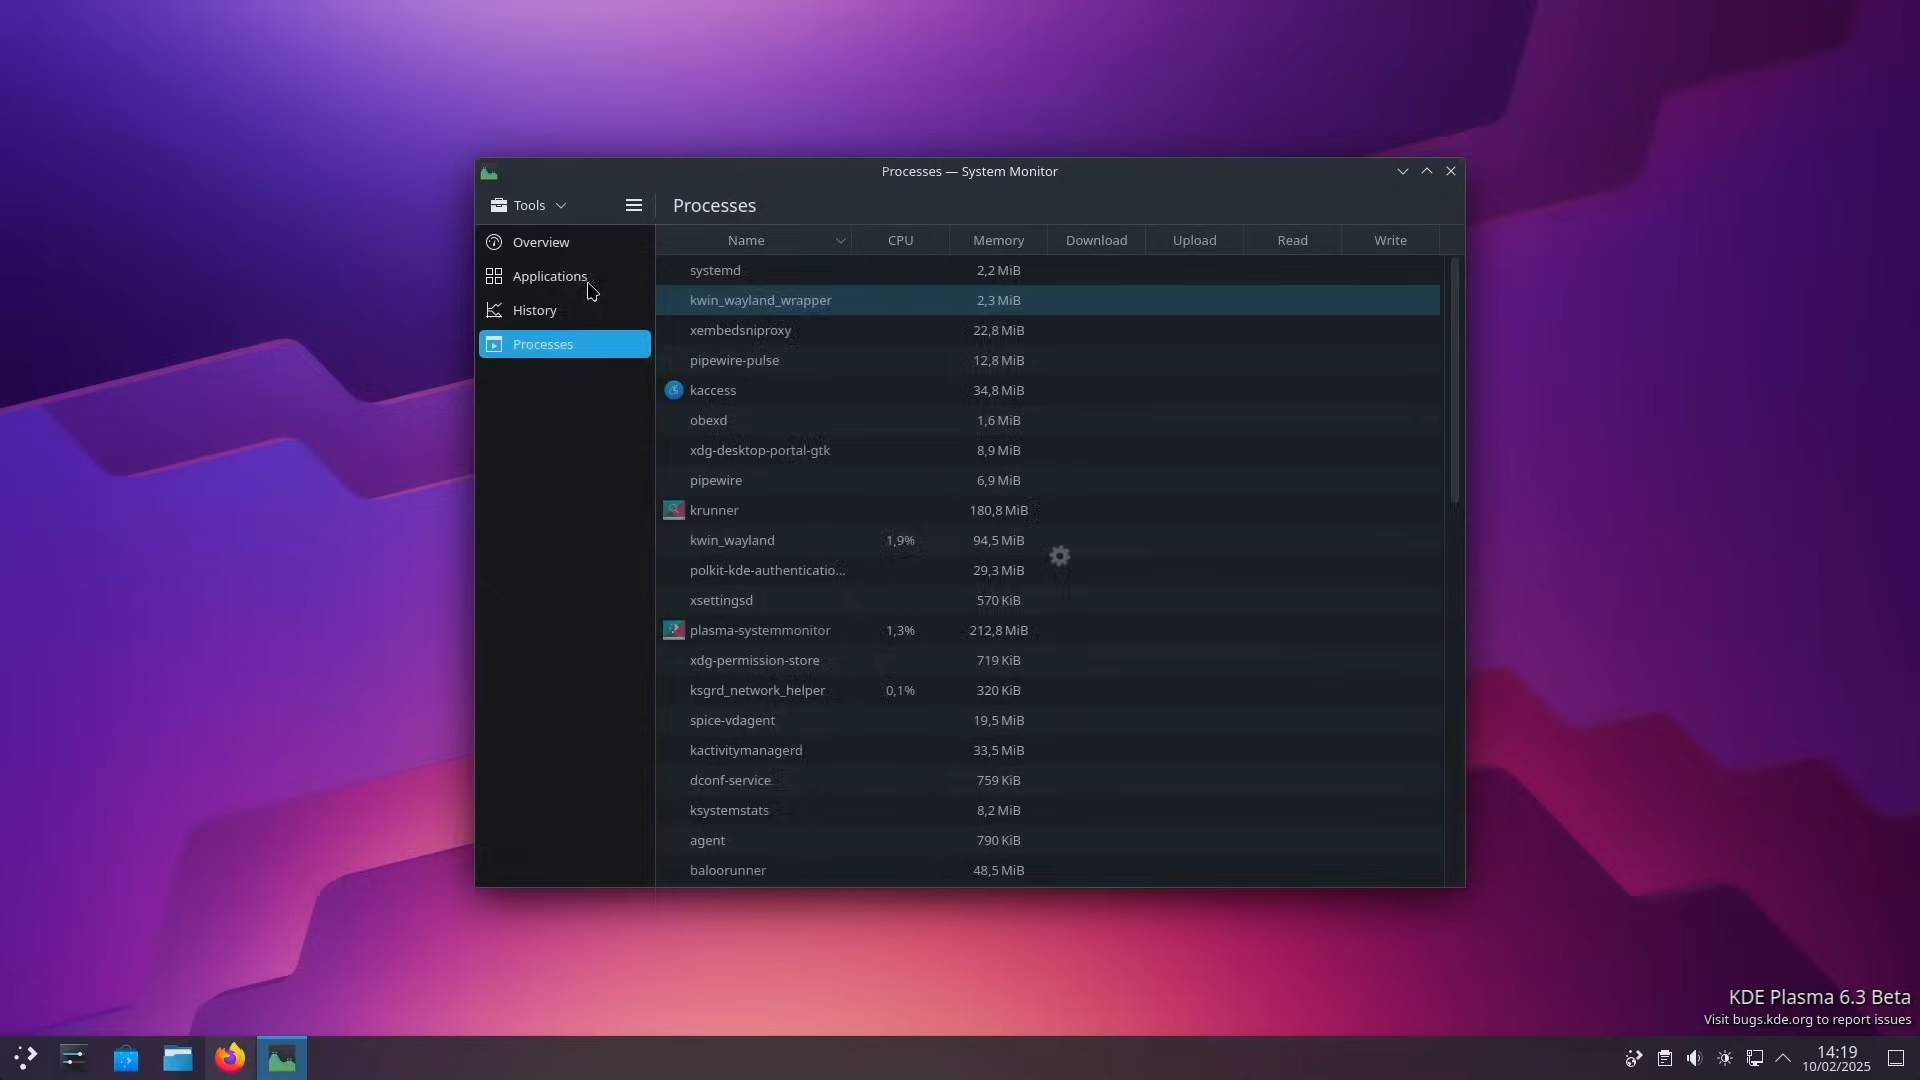 Processes — System Monitor
Tools
Processes
Overview
Applications
History
Processes
Name CPU Memory Download Upload Read Write
systemd 2,2 MiB
kwin_wayland_wrapper 2,3 MiB
xembedsniproxy 22,8 MiB
pipewire-pulse 12,8 MiB
kaccess 34,8 MiB
obexd 1,6 MiB
xdg-desktop-portal-gtk 8,9 MiB
pipewire 6,9 MiB
krunner 180,8 MiB
kwin_wayland 1,9% 94,5 MiB
polkit-kde-authenticatio... 29,3 MiB
xsettingsd 570 KiB
plasma-systemmonitor 1,3% 212,8 MiB
xdg-permission-store 719 KiB
ksgrd_network_helper 0,1% 320 KiB
spice-vdagent 19,5 MiB
kactivitymanagerd 33,5 MiB
dconf-service 759 KiB
ksystemstats 8,2 MiB
agent 790 KiB
baloorunner 48,5 MiB
KDE Plasma 6.3 Beta
Visit bugs.kde.org to report issues
14:19
10/02/2025